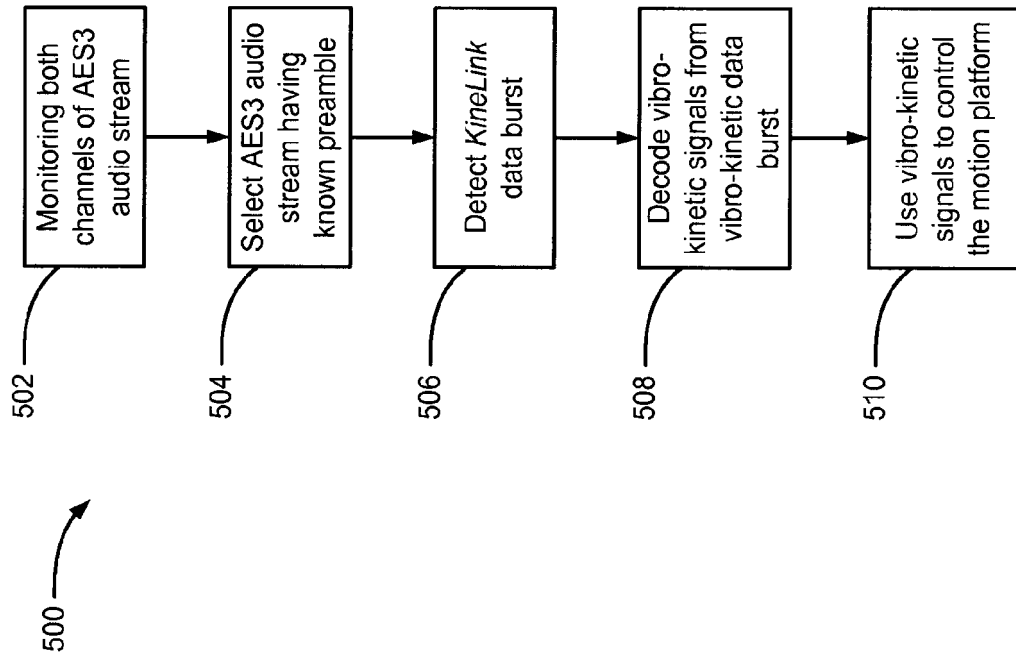 500
502
Monitoring both
channels of AES3
audio stream
504
Select AES3 audio
stream having
known preamble
506
Detect KineLink
data burst
508
Decode vibro-
kinetic signals from
vibro-kinetic data
burst
510
Use vibro-kinetic
signals to control
the motion platform